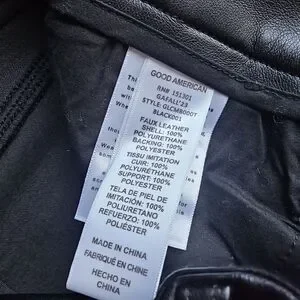 GOOD AMERICAN
RN# 151301
GAFALL'23
STYLE: GLCMB000T
BLACK001
FAUX LEATHER
SHELL: 100%
POLYURETHANE
BACKING: 100%
POLYESTER
TISSU IMITATION
CUIR: 100%
POLYURÉTHANE
SUPPORT: 100%
POLYESTER
TELA DE PIEL DE
IMITACIÓN: 100%
POLIURETANO
REFUERZO: 100%
POLIÉSTER
MADE IN CHINA
FABRIQUÉ EN CHINE
HECHO EN
CHINA